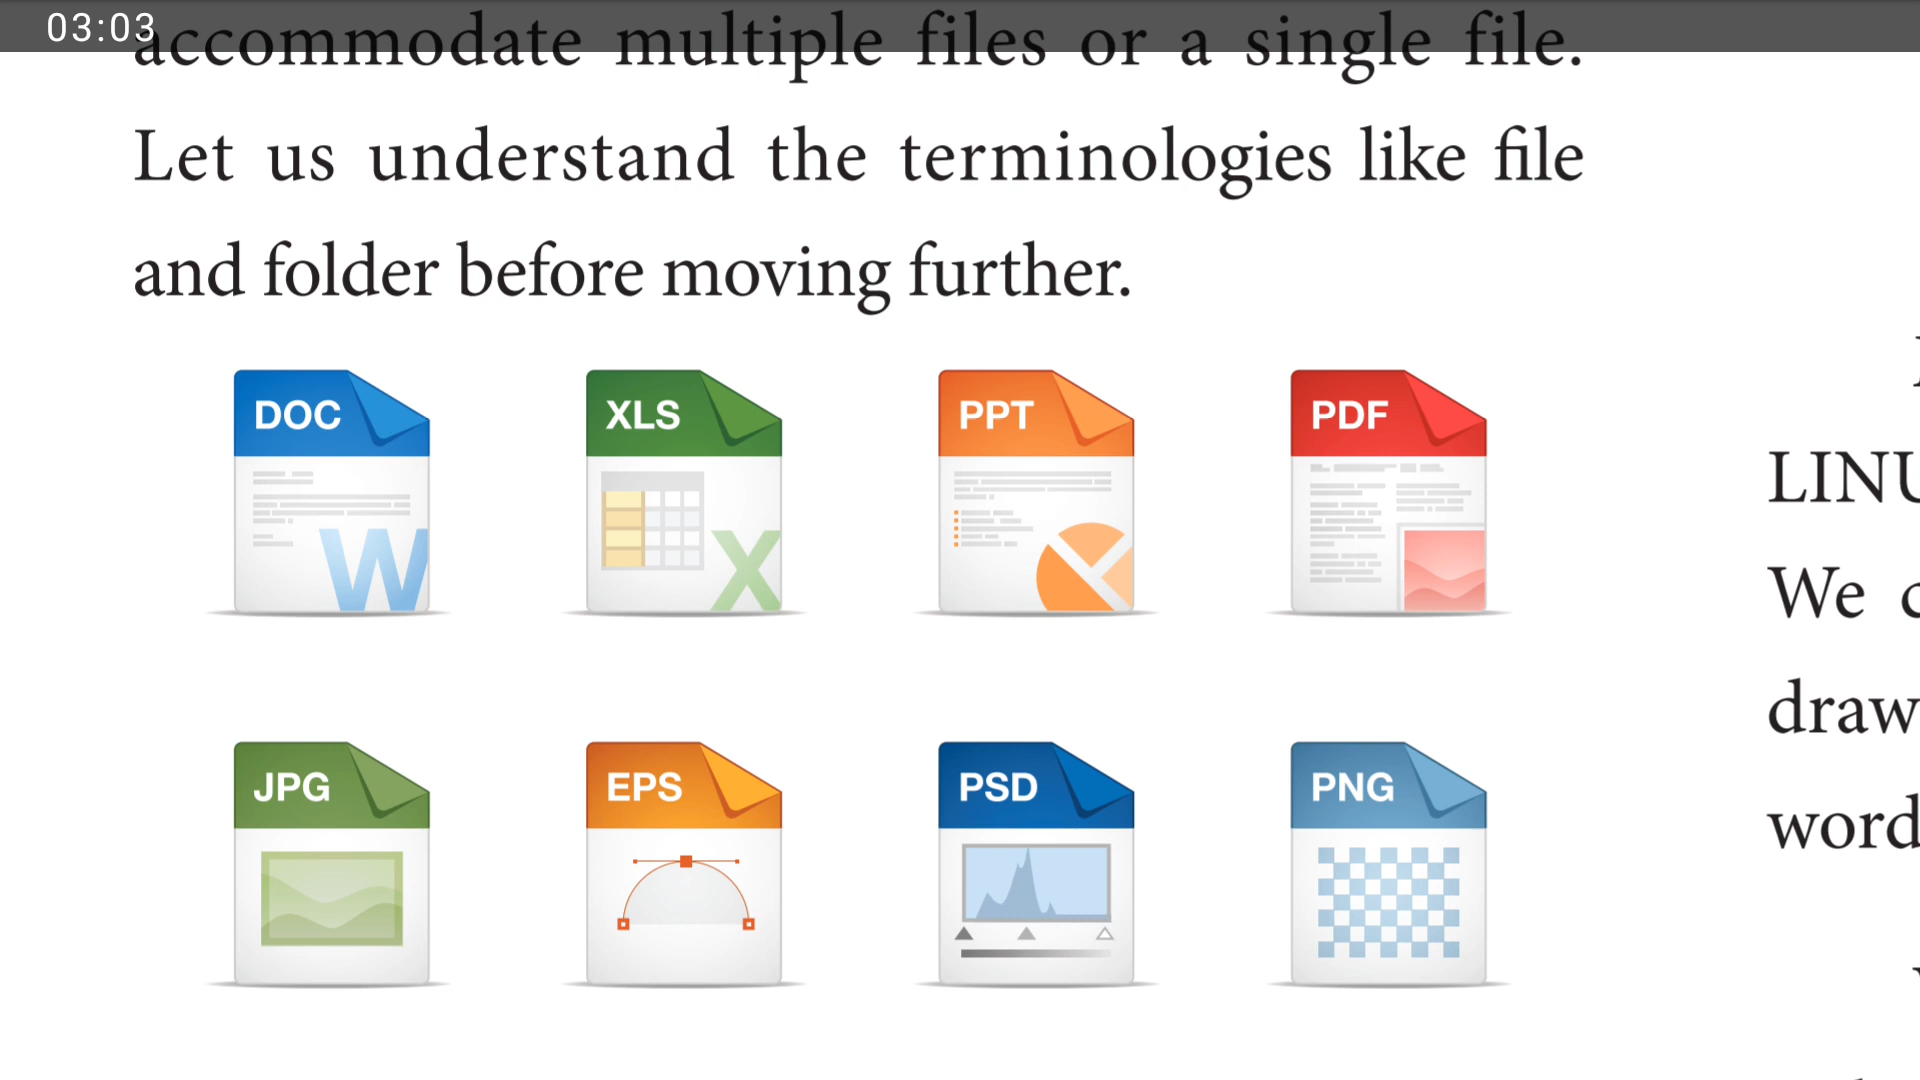 03:03
accommodate multiple files or a single file.
Let us understand the terminologies like file
and folder before moving further.
DOC XLS PPT PDF
W X
JPG EPS PSD PNG
LINU
We c
draw
word